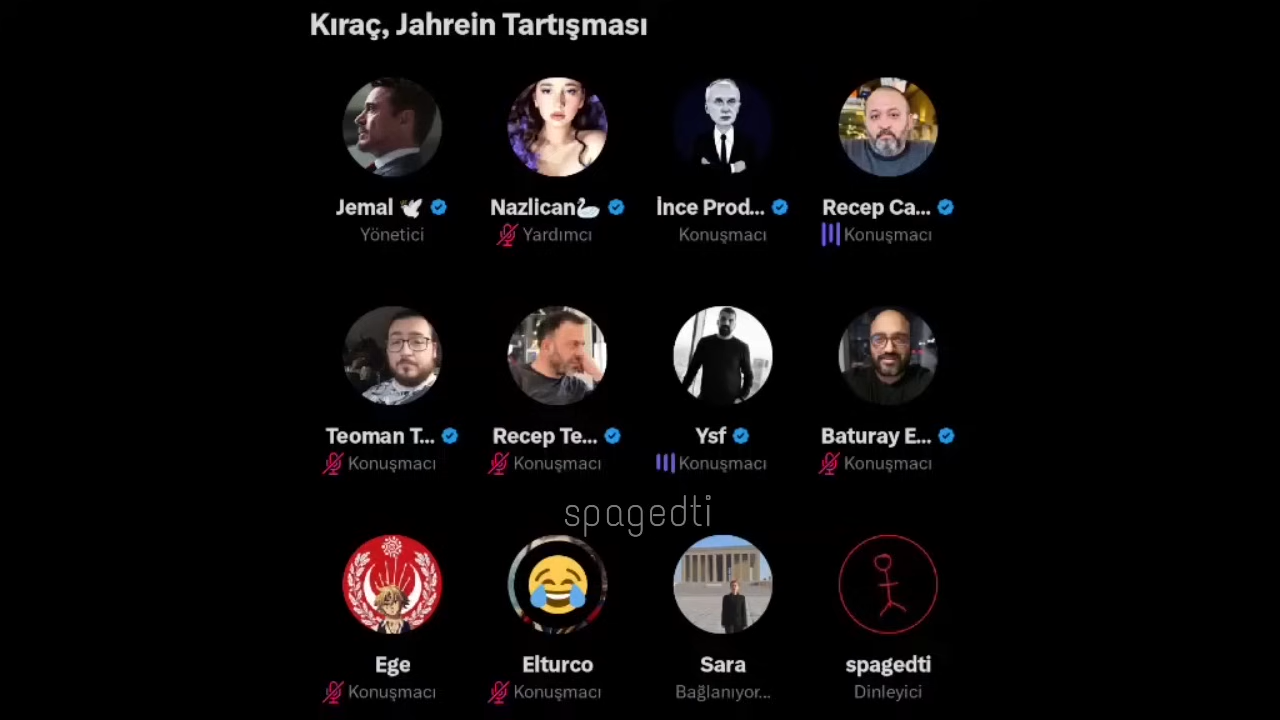 Kıraç, Jahrein Tartışması
Jemal 🕊
Nazlican🦢
İnce Prod...
Recep Ca...
Yönetici
Yardımcı
Konuşmacı
Konuşmacı
Teoman T...
Recep Te...
Ysf
Baturay E...
Konuşmacı
Konuşmacı
Konuşmacı
Konuşmacı
spagedti
Ege
Elturco
Sara
spagedti
Konuşmacı
Konuşmacı
Bağlanıyor...
Dinleyici